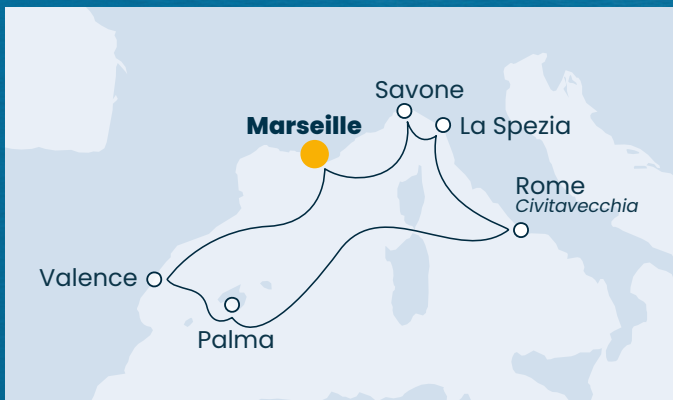 Savone
Marseille
La Spezia
Rome
Civitavecchia
Valence
Palma